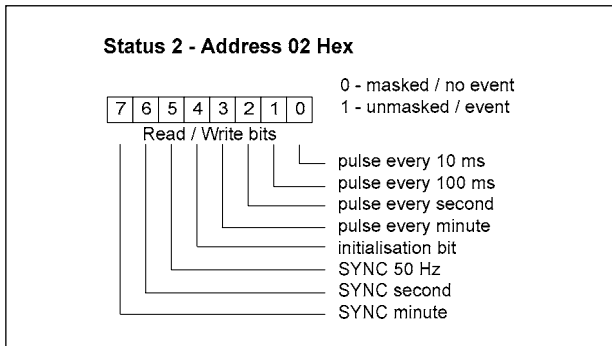 Status 2 - Address 02 Hex
0 - masked / no event
1 - unmasked / event
7 6 5 4 3 2 1 0
Read / Write bits
pulse every 10 ms
pulse every 100 ms
pulse every second
pulse every minute
initialisation bit
SYNC 50 Hz
SYNC second
SYNC minute